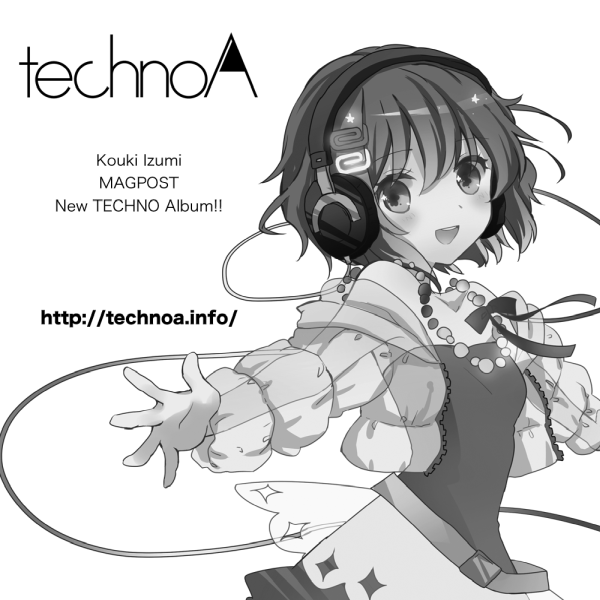 technoA
Kouki Izumi
MAGPOST
New TECHNO Album!!
http://technoa.info/